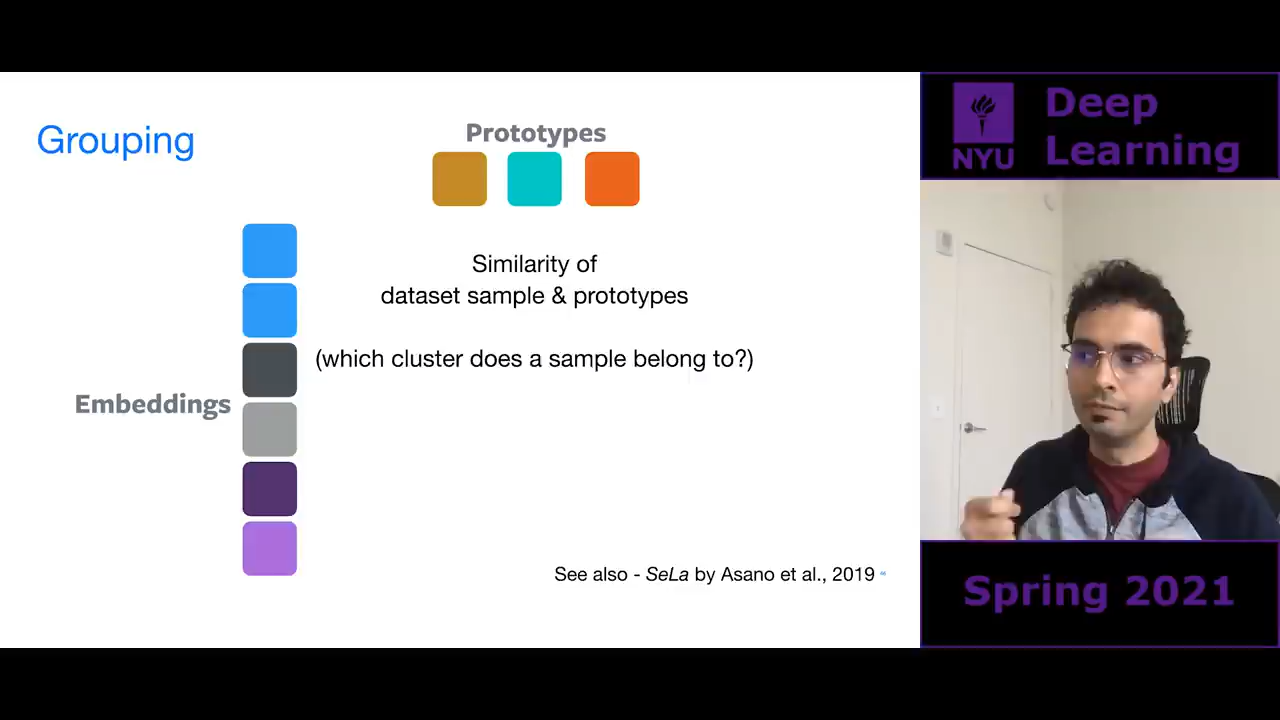 Grouping
Prototypes
Similarity of
dataset sample & prototypes
(which cluster does a sample belong to?)
Embeddings
See also - SeLa by Asano et al., 2019
NYU
Deep
Learning
Spring 2021